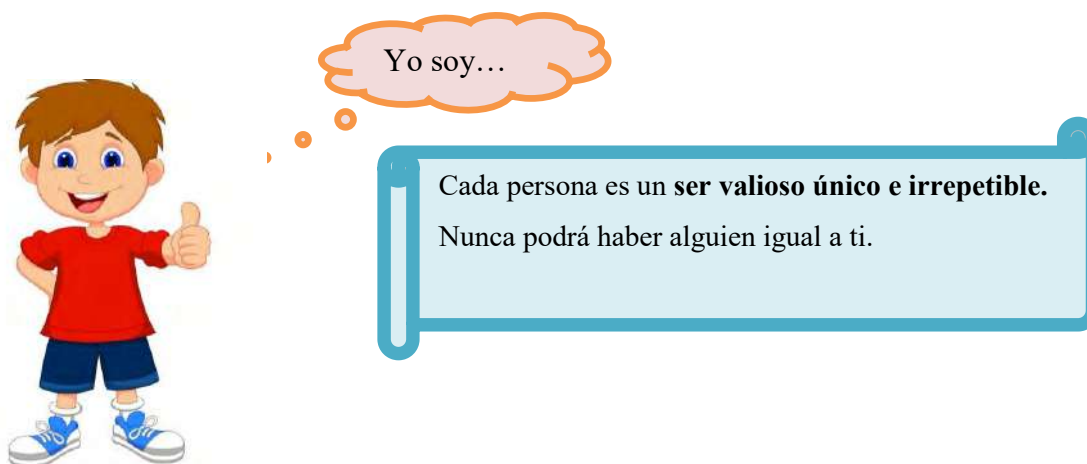 Yo soy…
Cada persona es un ser valioso único e irrepetible.
Nunca podrá haber alguien igual a ti.